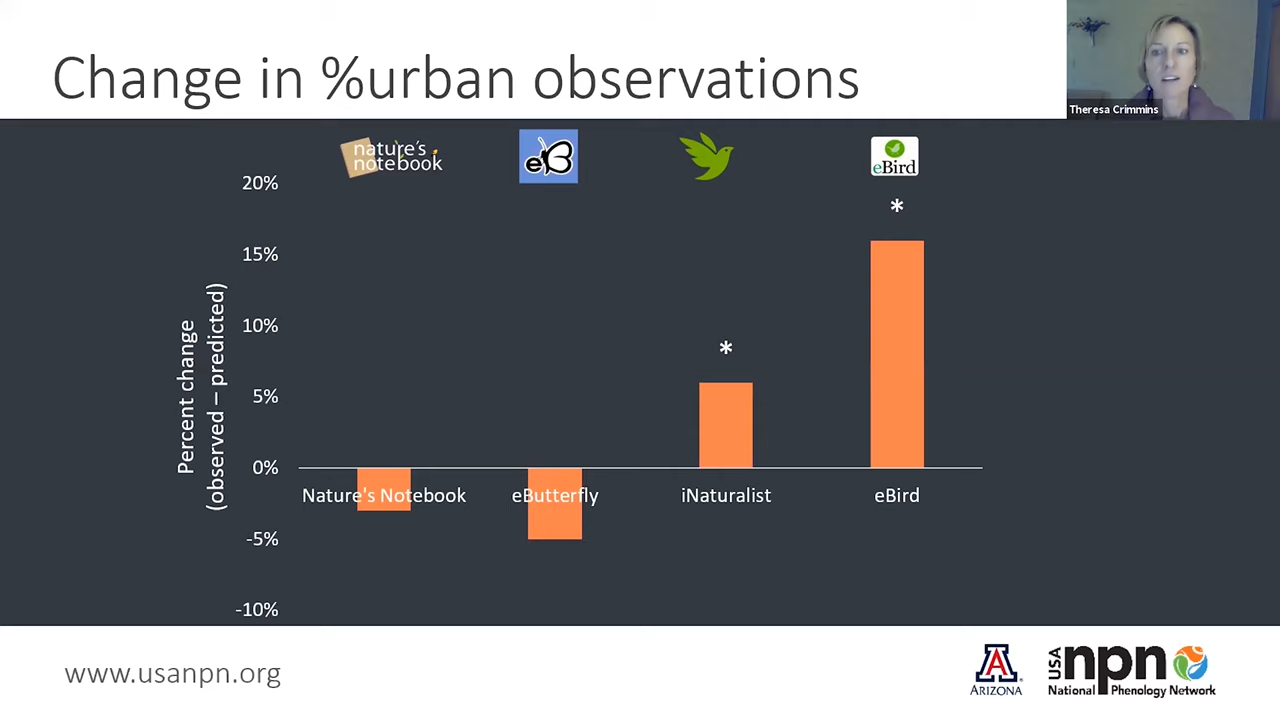 Change in %urban observations
Theresa Crimmins
nature's
notebook
eB
eBird
20%
15%
10%
5%
0%
-5%
-10%
Percent change
(observed – predicted)
*
*
Nature's Notebook
eButterfly
iNaturalist
eBird
www.usanpn.org
A
ARIZONA
USA
npn
National Phenology Network